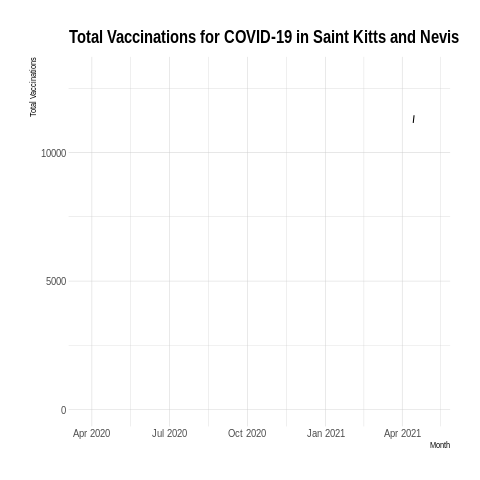 Total Vaccinations for COVID-19 in Saint Kitts and Nevis
Total Vaccinations
10000
5000
0
Apr 2020 Jul 2020 Oct 2020 Jan 2021 Apr 2021
Month